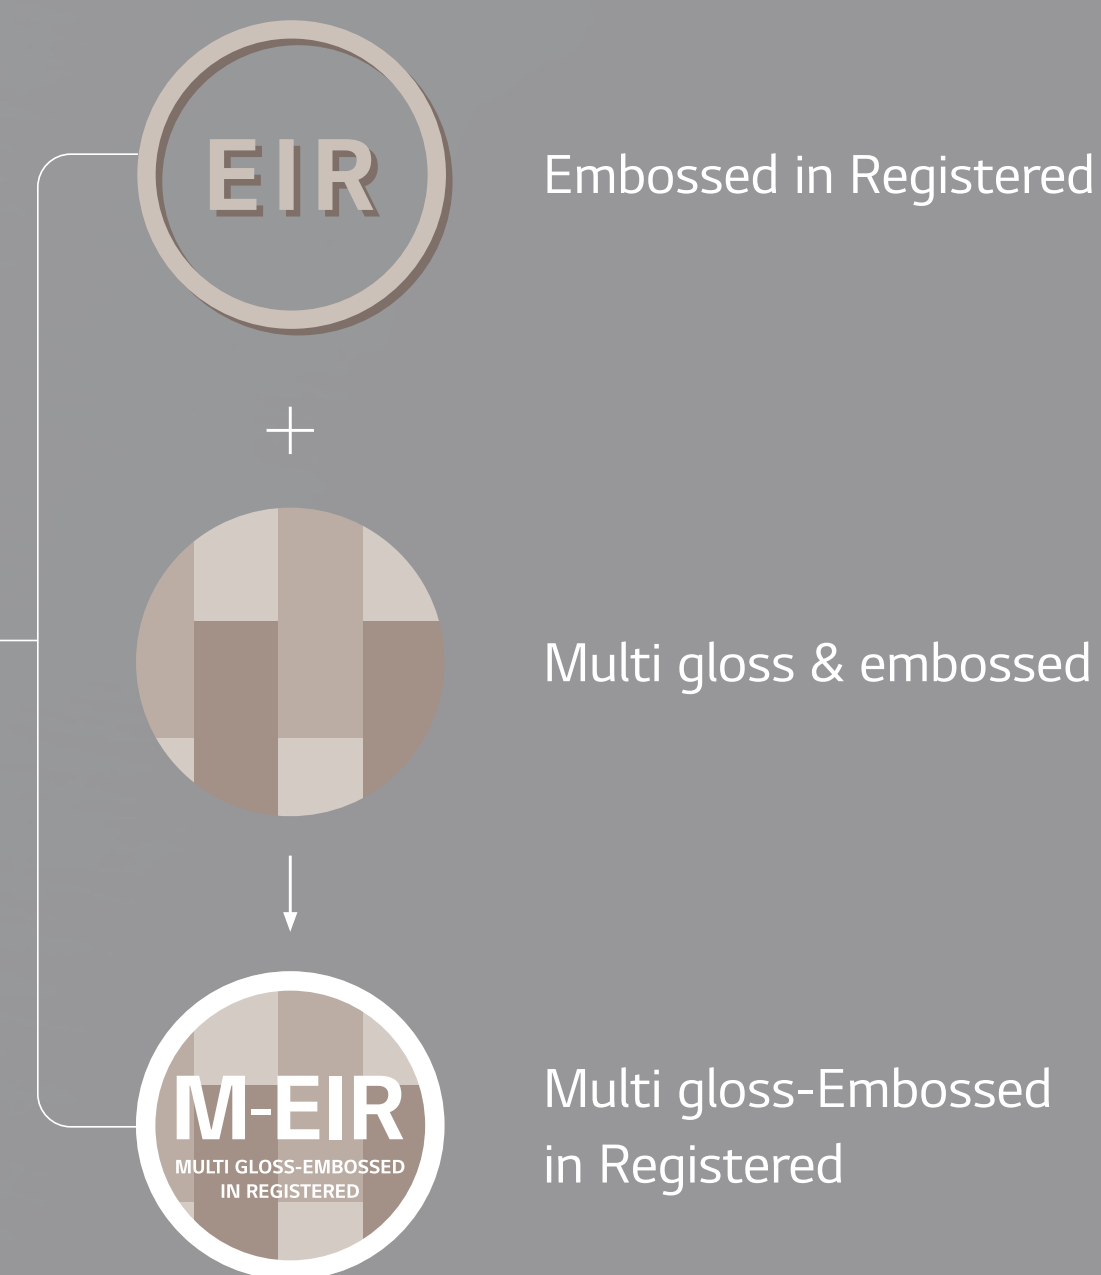 EIR
Embossed in Registered
Multi gloss & embossed
M-EIR
MULTI GLOSS-EMBOSSED
IN REGISTERED
Multi gloss-Embossed
in Registered